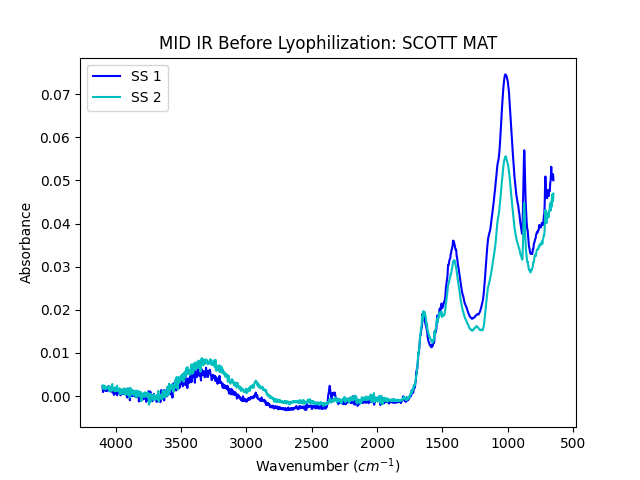 MID IR Before Lyophilization: SCOTT MAT
SS 1
SS 2
0.07
0.06
0.05
0.04
0.03
0.02
0.01
0.00
Absorbance
4000 3500 3000 2500 2000 1500 1000 500
Wavenumber (cm⁻¹)